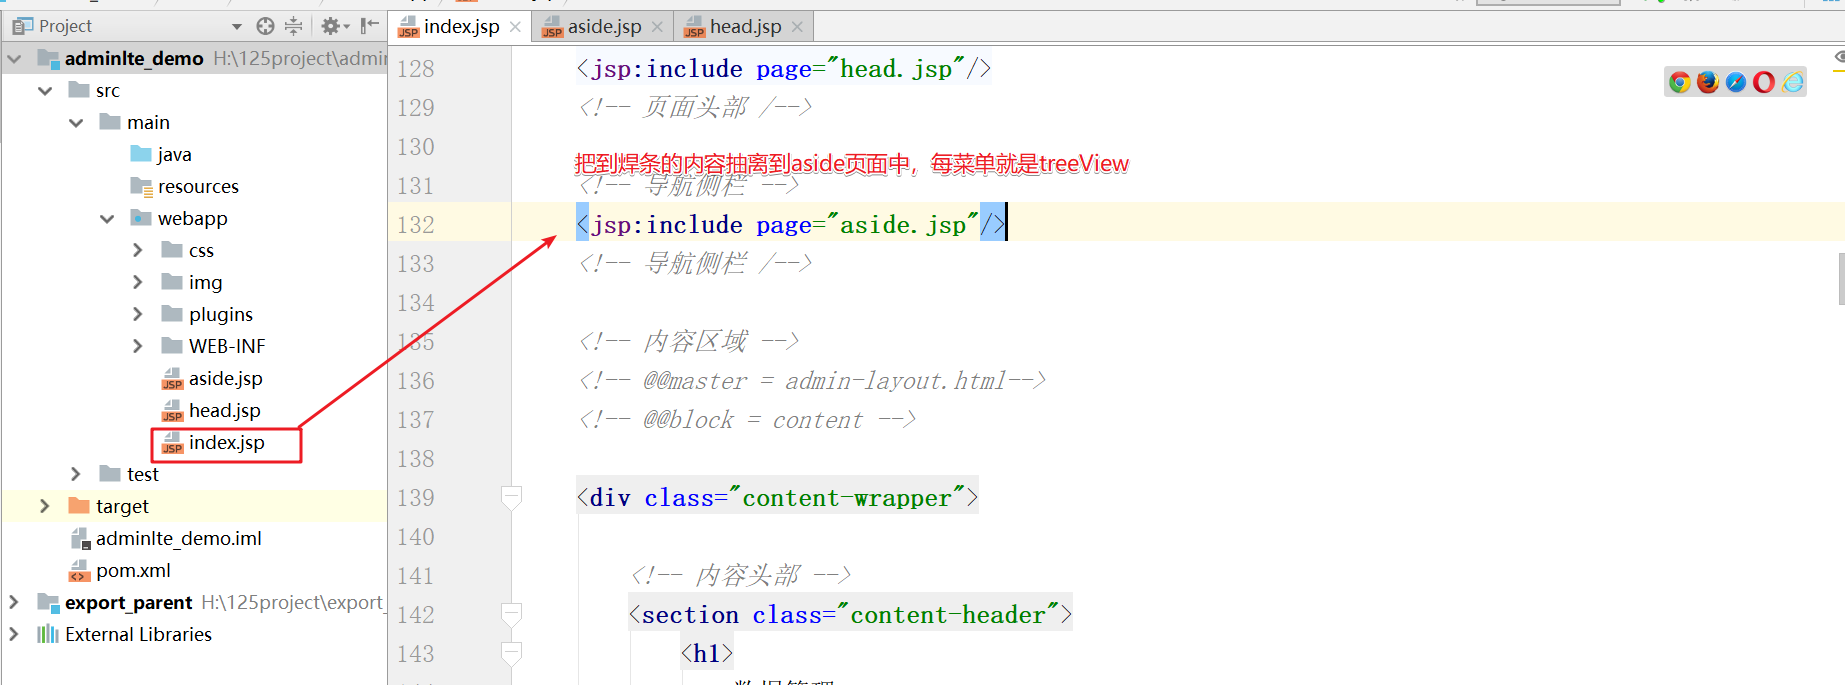 Project
index.jsp
aside.jsp
head.jsp
adminlte_demo H:\125project\admin
src
main
java
resources
webapp
css
img
plugins
WEB-INF
aside.jsp
head.jsp
index.jsp
test
target
adminlte_demo.iml
pom.xml
export_parent H:\125project\export_
External Libraries
128 <jsp:include page="head.jsp"/>
129 <!-- 页面头部 /-->
130
把到焊条的内容抽离到aside页面中，每菜单就是treeView
131 <!-- 导航侧栏 -->
132 <jsp:include page="aside.jsp"/>
133 <!-- 导航侧栏 /-->
134
135 <!-- 内容区域 -->
136 <!-- @@master = admin-layout.html-->
137 <!-- @@block = content -->
138
139 <div class="content-wrapper">
140
141 <!-- 内容头部 -->
142 <section class="content-header">
143 <h1>
数据管理